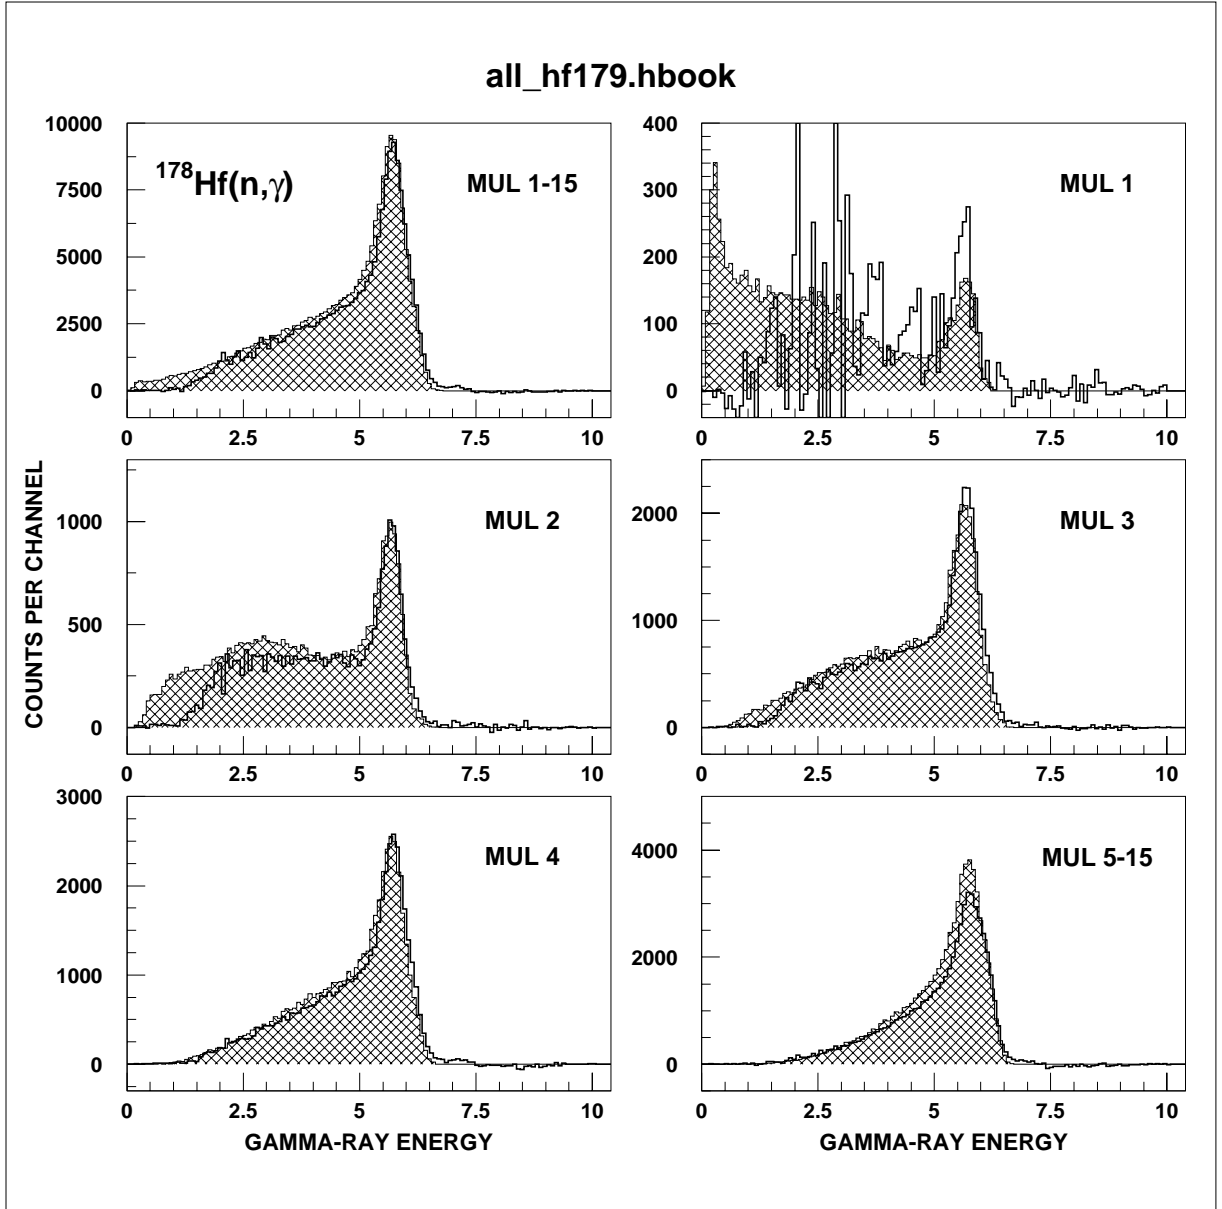 all_hf179.hbook
COUNTS PER CHANNEL
10000
7500
5000
2500
0
¹⁷⁸Hf(n,γ)
MUL 1-15
0 2.5 5 7.5 10
400
300
200
100
0
MUL 1
0 2.5 5 7.5 10
1000
500
0
MUL 2
0 2.5 5 7.5 10
2000
1000
0
MUL 3
0 2.5 5 7.5 10
3000
2000
1000
0
MUL 4
0 2.5 5 7.5 10
GAMMA-RAY ENERGY
4000
2000
0
MUL 5-15
0 2.5 5 7.5 10
GAMMA-RAY ENERGY